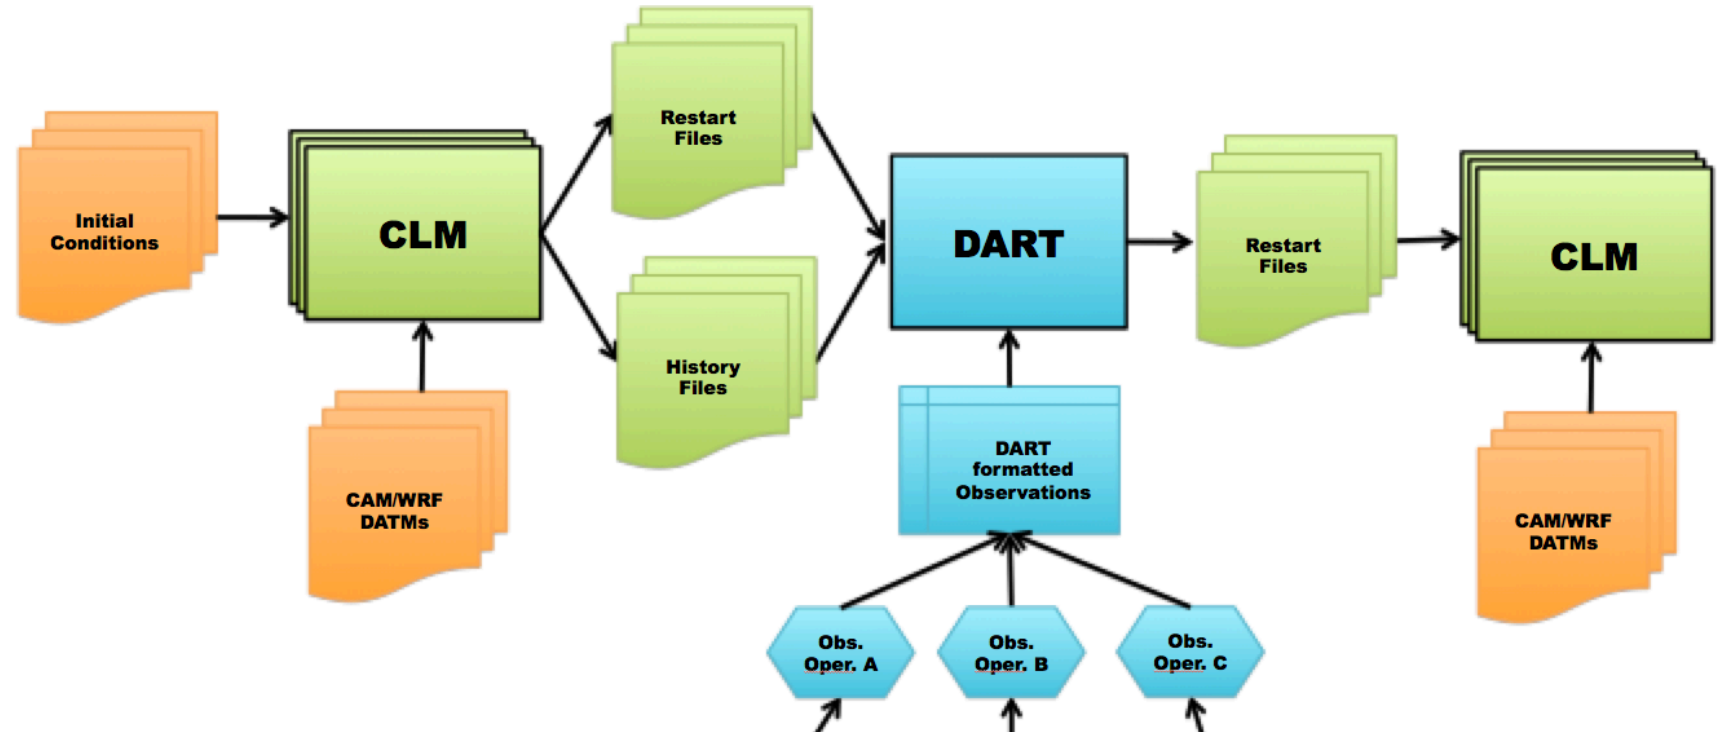 Initial
Conditions
CLM
CAM/WRF
DATMs
Restart
Files
History
Files
DART
DART
formatted
Observations
Obs.
Oper. A
Obs.
Oper. B
Obs.
Oper. C
Restart
Files
CLM
CAM/WRF
DATMs